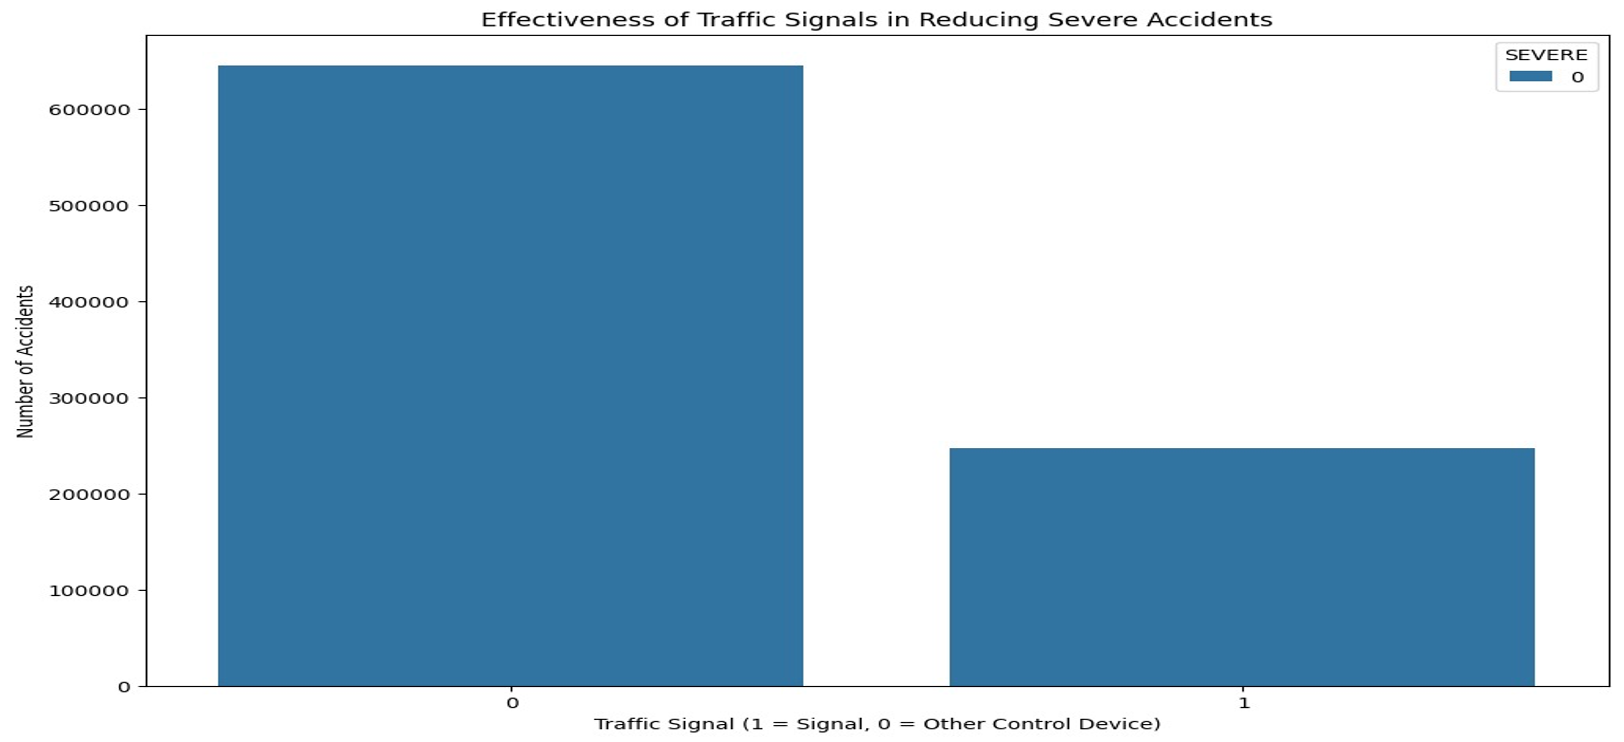 Effectiveness of Traffic Signals in Reducing Severe Accidents
SEVERE
0
600000
500000
400000
300000
200000
100000
0
Number of Accidents
0
1
Traffic Signal (1 = Signal, 0 = Other Control Device)